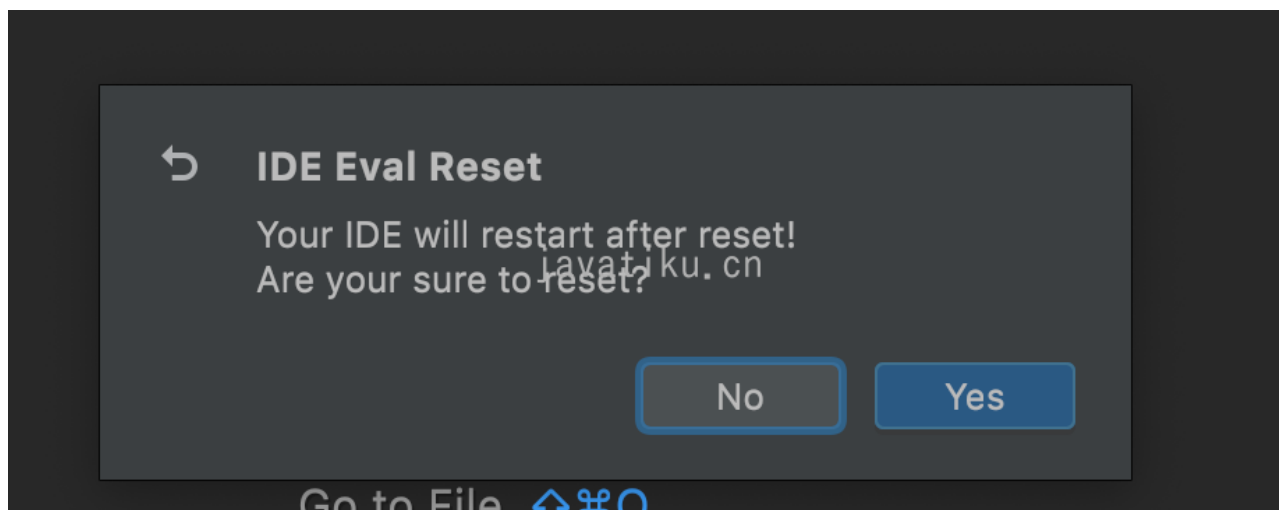 IDE Eval Reset
Your IDE will restart after reset!
Are your sure to reset?
javatiku.cn
No
Yes
Go to File ⇧⌘O